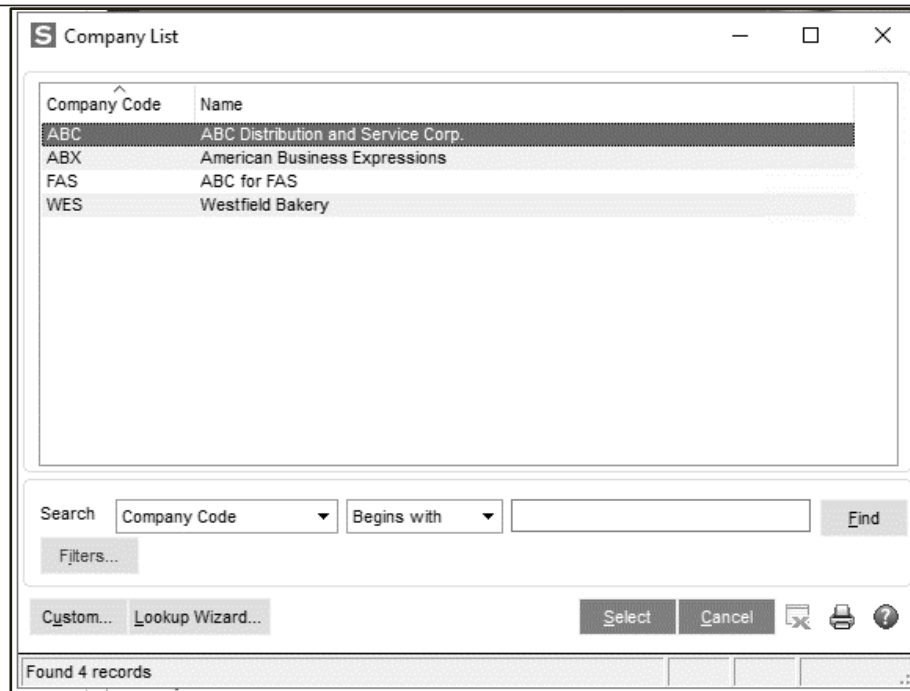 S Company List
Company Code Name
ABC ABC Distribution and Service Corp.
ABX American Business Expressions
FAS ABC for FAS
WES Westfield Bakery
Search Company Code Begins with Find
Filters...
Custom... Lookup Wizard... Select Cancel ?
Found 4 records